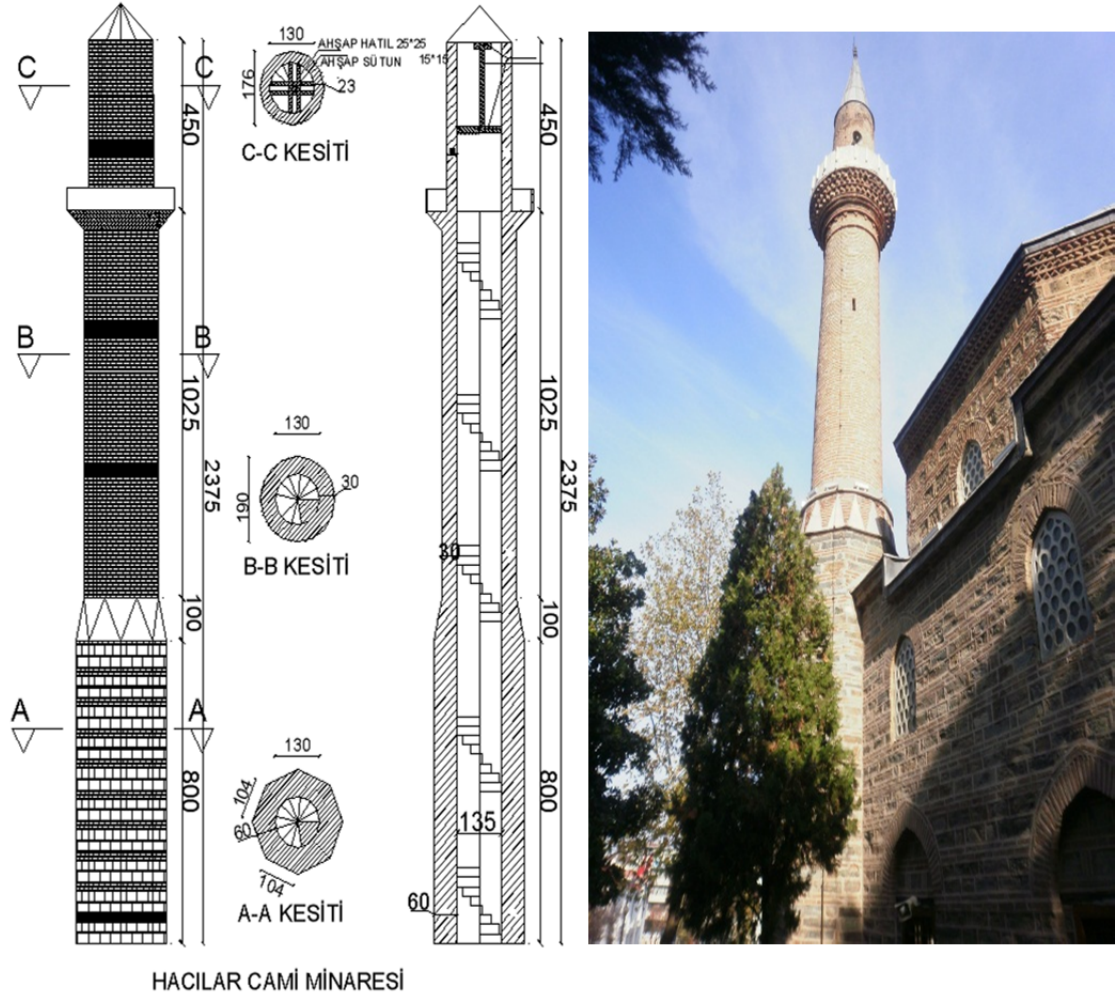 C
C
450
130
AHŞAP HATIL 25*25
AHŞAP SÜTUN 15*15
176
23
C-C KESİTİ
450
B
B
1025
2375
130
190
30
B-B KESİTİ
1025
2375
30
100
100
A
A
800
130
104
60
104
A-A KESİTİ
135
800
60
HACILAR CAMİ MİNARESİ